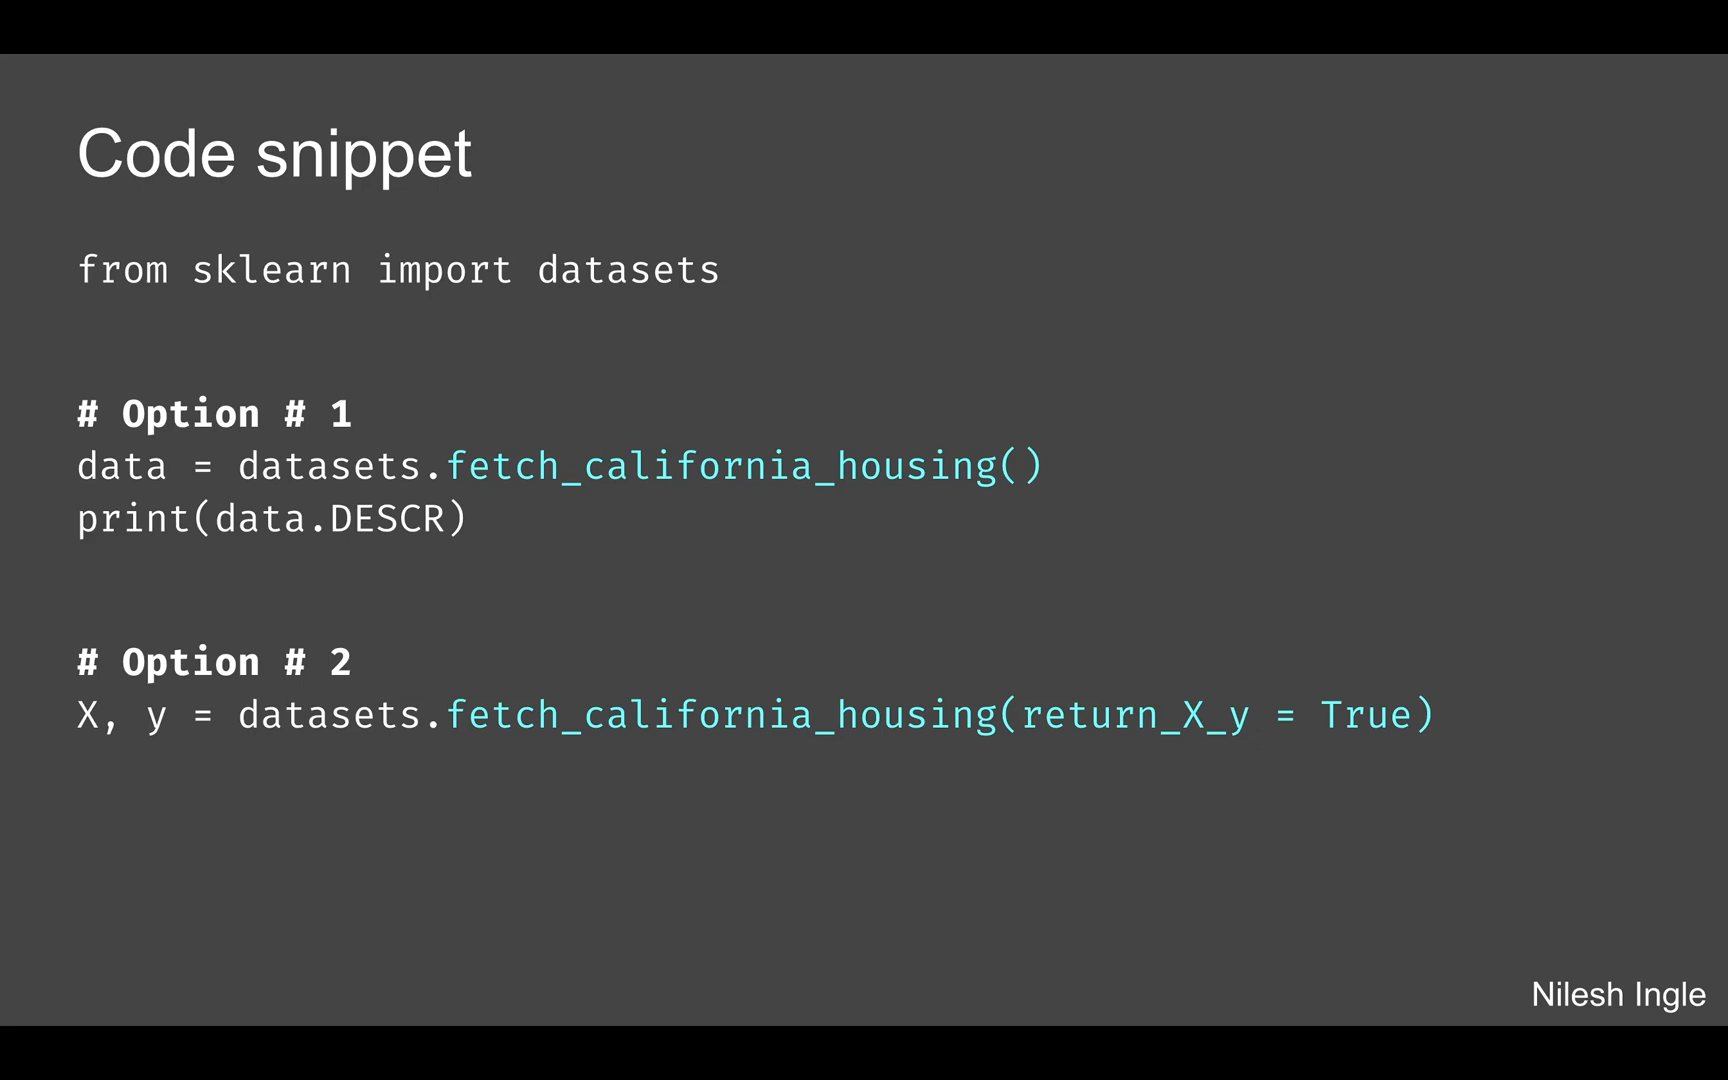 Code snippet
from sklearn import datasets
# Option # 1
data = datasets.fetch_california_housing()
print(data.DESCR)
# Option # 2
X, y = datasets.fetch_california_housing(return_X_y = True)
Nilesh Ingle